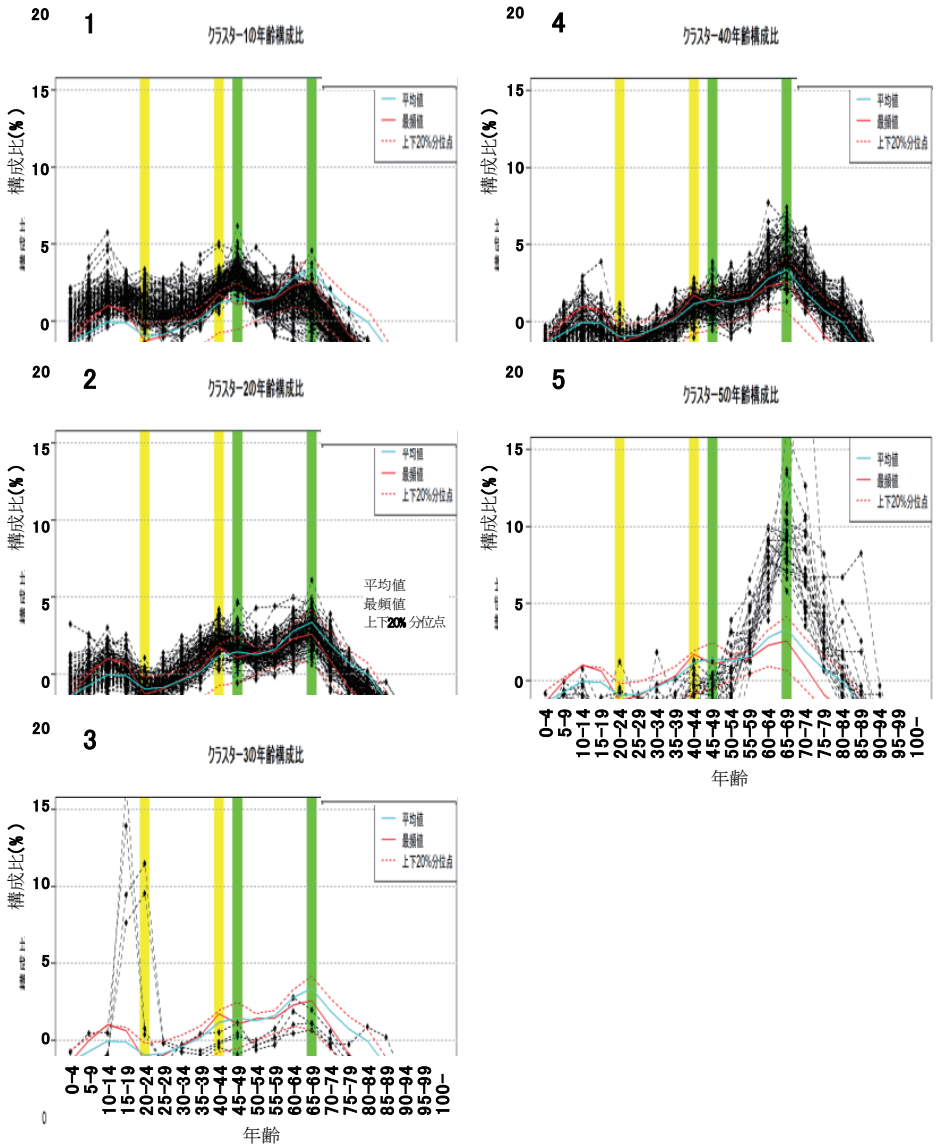 20
1
クラスター1の年齢構成比
15
10
5
0
構成比(%)
平均値
最頻値
上下20%分位点
20
4
クラスター4の年齢構成比
15
10
5
0
構成比(%)
平均値
最頻値
上下20%分位点
20
2
クラスター2の年齢構成比
15
10
5
0
構成比(%
平均値
最頻値
上下20%分位点
平均値
最頻値
上下20% 分位点
20
5
クラスター5の年齢構成比
15
10
5
0
構成比(%
平均値
最頻値
上下20%分位点
0-4
5-9
10-14
15-19
20-24
25-29
30-34
35-39
40-44
45-49
50-54
55-59
60-64
65-69
70-74
75-79
80-84
85-89
90-94
95-99
100-
年齢
20
3
クラスター3の年齢構成比
15
10
5
0
構成比(%)
平均値
最頻値
上下20%分位点
0-4
5-9
10-14
15-19
20-24
25-29
30-34
35-39
40-44
45-49
50-54
55-59
60-64
65-69
70-74
75-79
80-84
85-89
90-94
95-99
100-
0
年齢